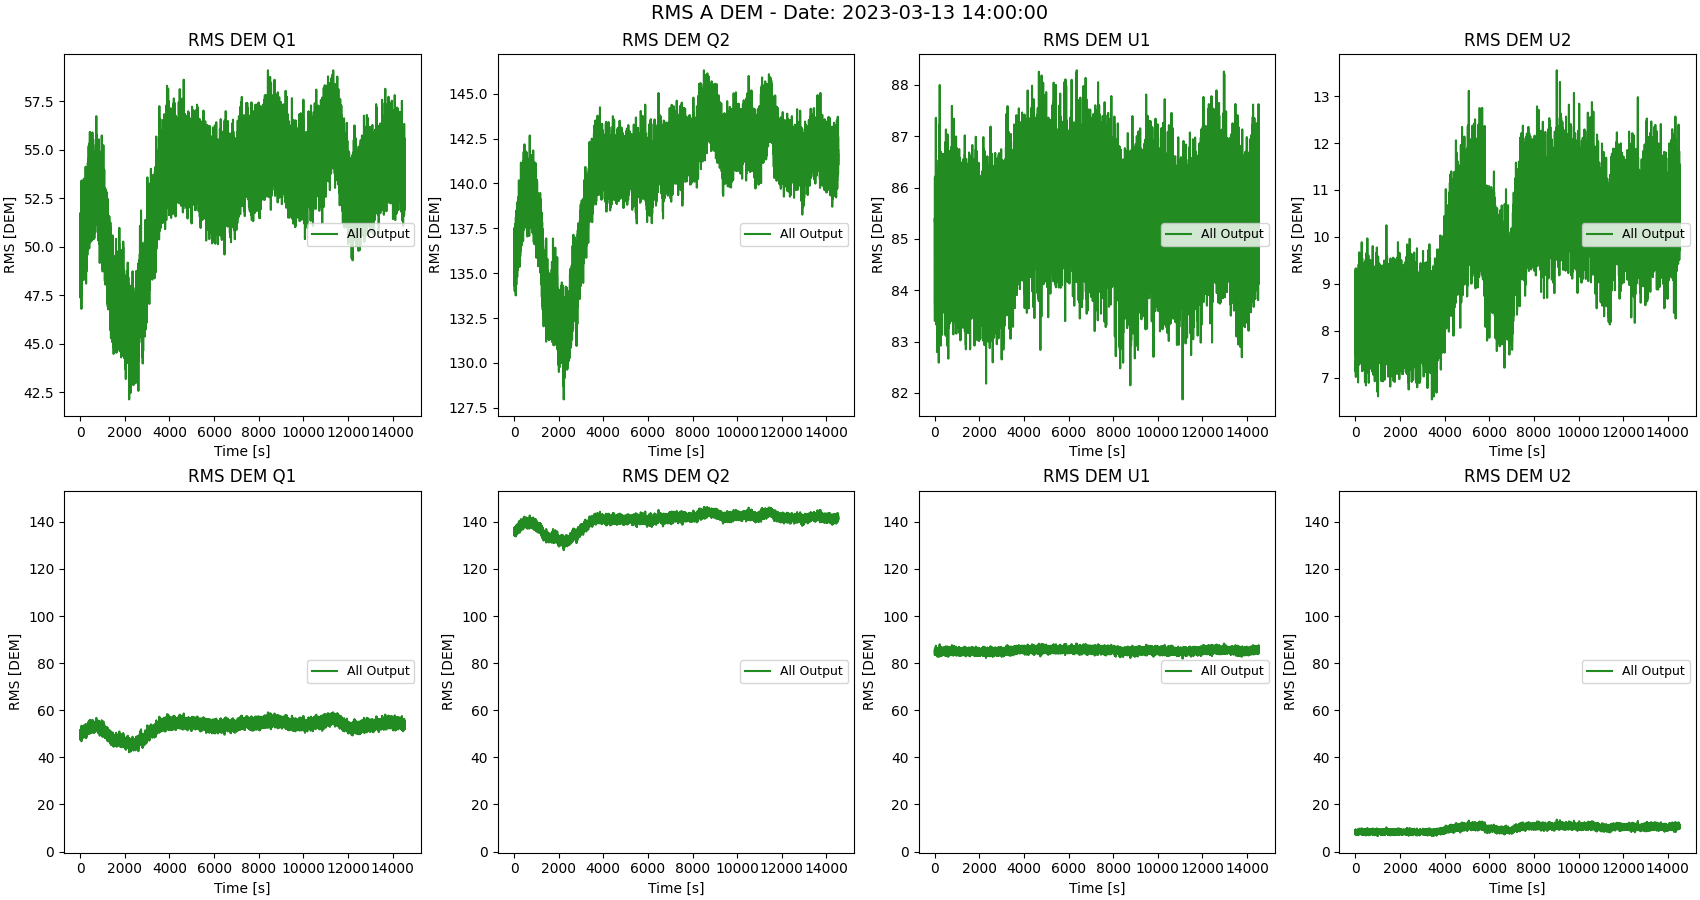 RMS A DEM - Date: 2023-03-13 14:00:00
RMS DEM Q1
RMS [DEM]
57.5
55.0
52.5
50.0
47.5
45.0
42.5
All Output
0 2000 4000 6000 8000 10000 12000 14000
Time [s]
RMS DEM Q2
RMS [DEM]
145.0
142.5
140.0
137.5
135.0
132.5
130.0
127.5
All Output
0 2000 4000 6000 8000 10000 12000 14000
Time [s]
RMS DEM U1
RMS [DEM]
88
87
86
85
84
83
82
All Output
0 2000 4000 6000 8000 10000 12000 14000
Time [s]
RMS DEM U2
RMS [DEM]
13
12
11
10
9
8
7
All Output
0 2000 4000 6000 8000 10000 12000 14000
Time [s]
RMS DEM Q1
RMS [DEM]
140
120
100
80
60
40
20
0
All Output
0 2000 4000 6000 8000 10000 12000 14000
Time [s]
RMS DEM Q2
RMS [DEM]
140
120
100
80
60
40
20
0
All Output
0 2000 4000 6000 8000 10000 12000 14000
Time [s]
RMS DEM U1
RMS [DEM]
140
120
100
80
60
40
20
0
All Output
0 2000 4000 6000 8000 10000 12000 14000
Time [s]
RMS DEM U2
RMS [DEM]
140
120
100
80
60
40
20
0
All Output
0 2000 4000 6000 8000 10000 12000 14000
Time [s]